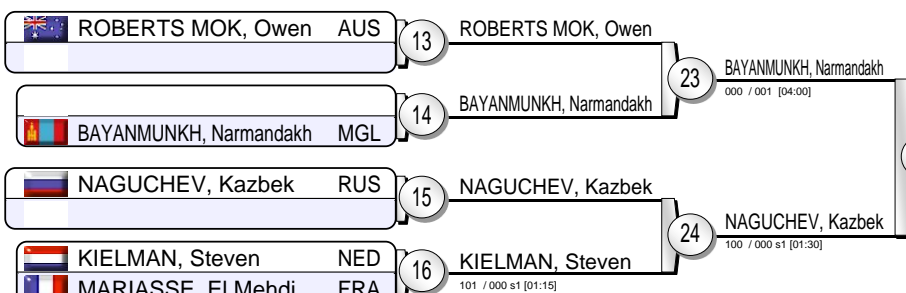 ROBERTS MOK, Owen AUS
13
ROBERTS MOK, Owen
23
BAYANMUNKH, Narmandakh
000 / 001 [04:00]
14
BAYANMUNKH, Narmandakh
BAYANMUNKH, Narmandakh MGL
NAGUCHEV, Kazbek RUS
15
NAGUCHEV, Kazbek
24
NAGUCHEV, Kazbek
100 / 000 s1 [01:30]
KIELMAN, Steven NED
16
KIELMAN, Steven
101 / 000 s1 [01:15]
MARIASSE, ElMehdi FRA